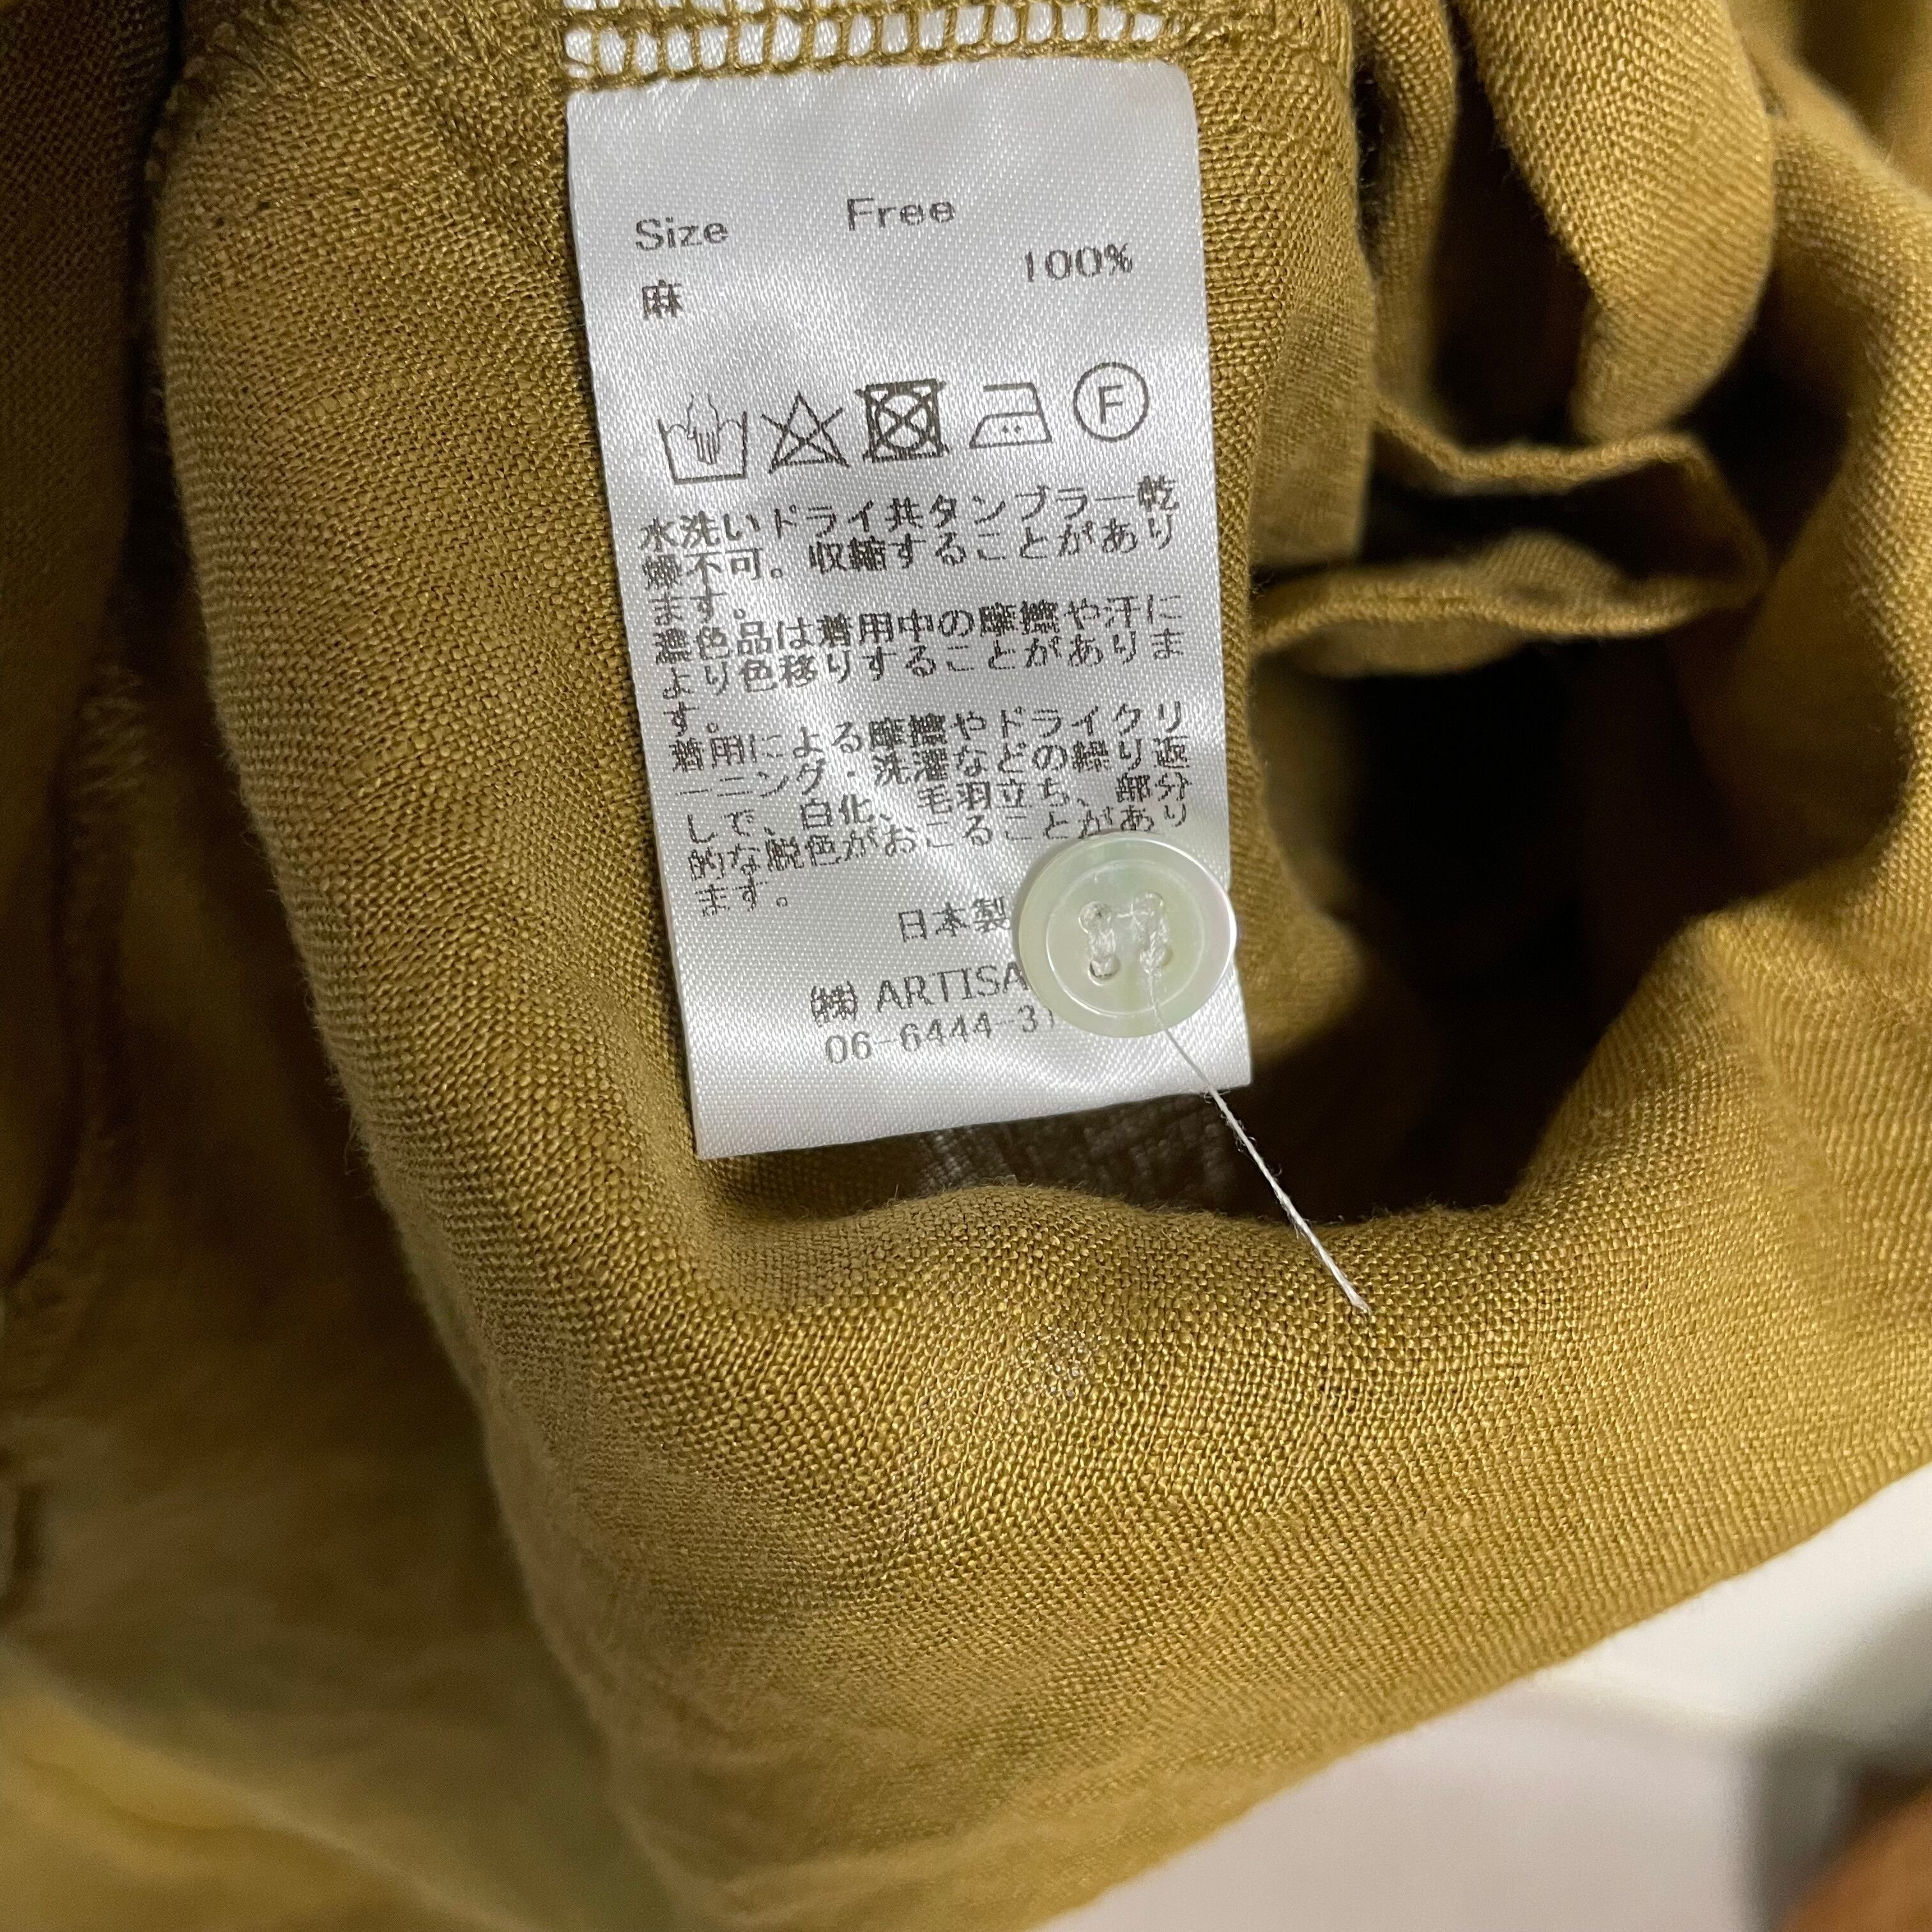 Size Free
麻 100%
F
水洗いドライ共タンブラー乾
燥不可。収縮することがあり
ます。
濃色品は着用中の摩擦や汗に
より色移りすることがありま
す。
着用による摩擦やドライクリ
ーニング・洗濯などの繰り返
しで、白化、毛羽立ち、部分
的な脱色がおこることがあり
ます。
日本製
㈱ ARTISA
06-6444-31